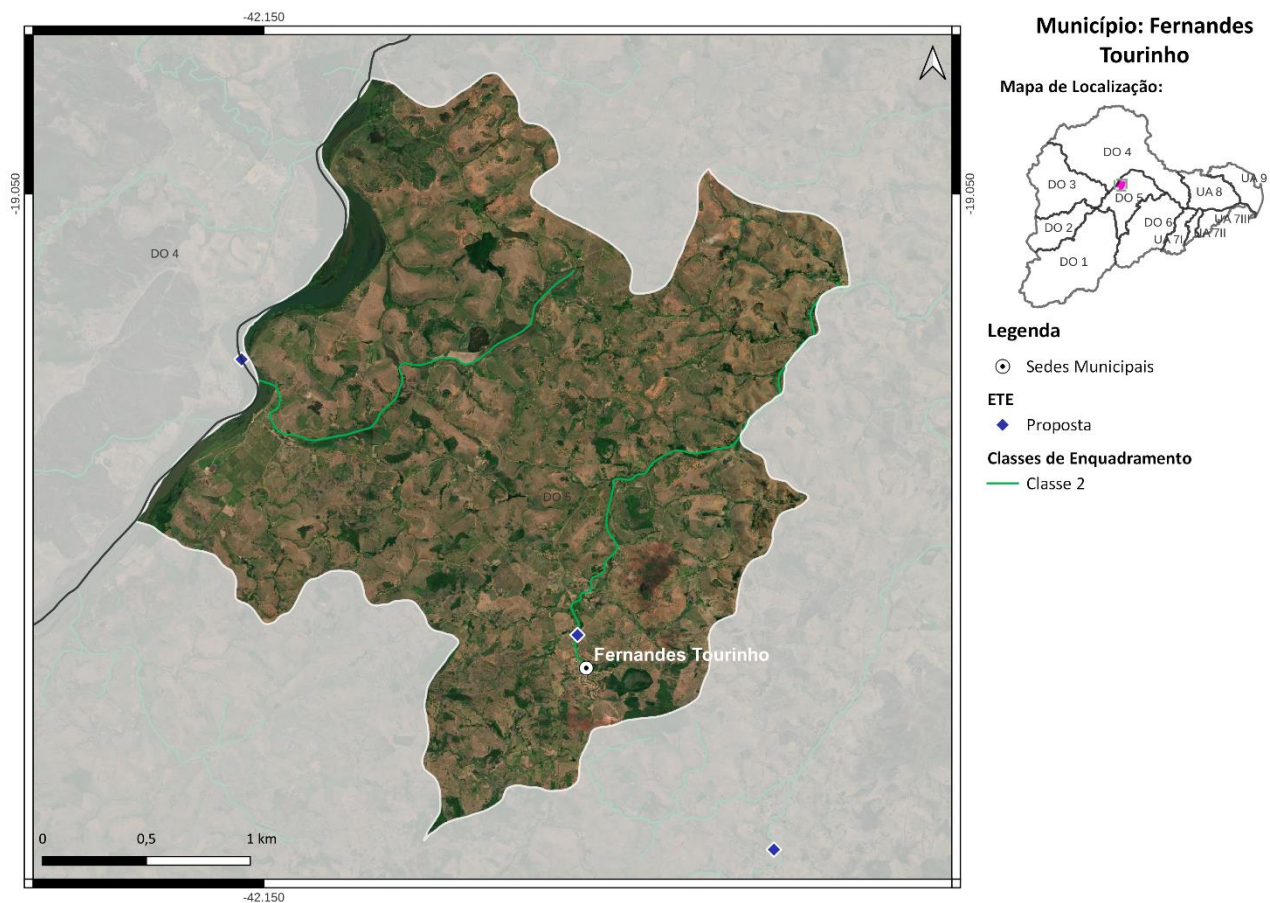 -42.150
-19.050
-19.050
DO 4
DO 5
Fernandes Tourinho
0 0,5 1 km
-42.150
Município: Fernandes
Tourinho
Mapa de Localização:
DO 4
UA 9
DO 3
UA 8
DO 5
DO 2
DO 6
UA 7III
UA 7II
UA 7I
DO 1
Legenda
Sedes Municipais
ETE
Proposta
Classes de Enquadramento
Classe 2